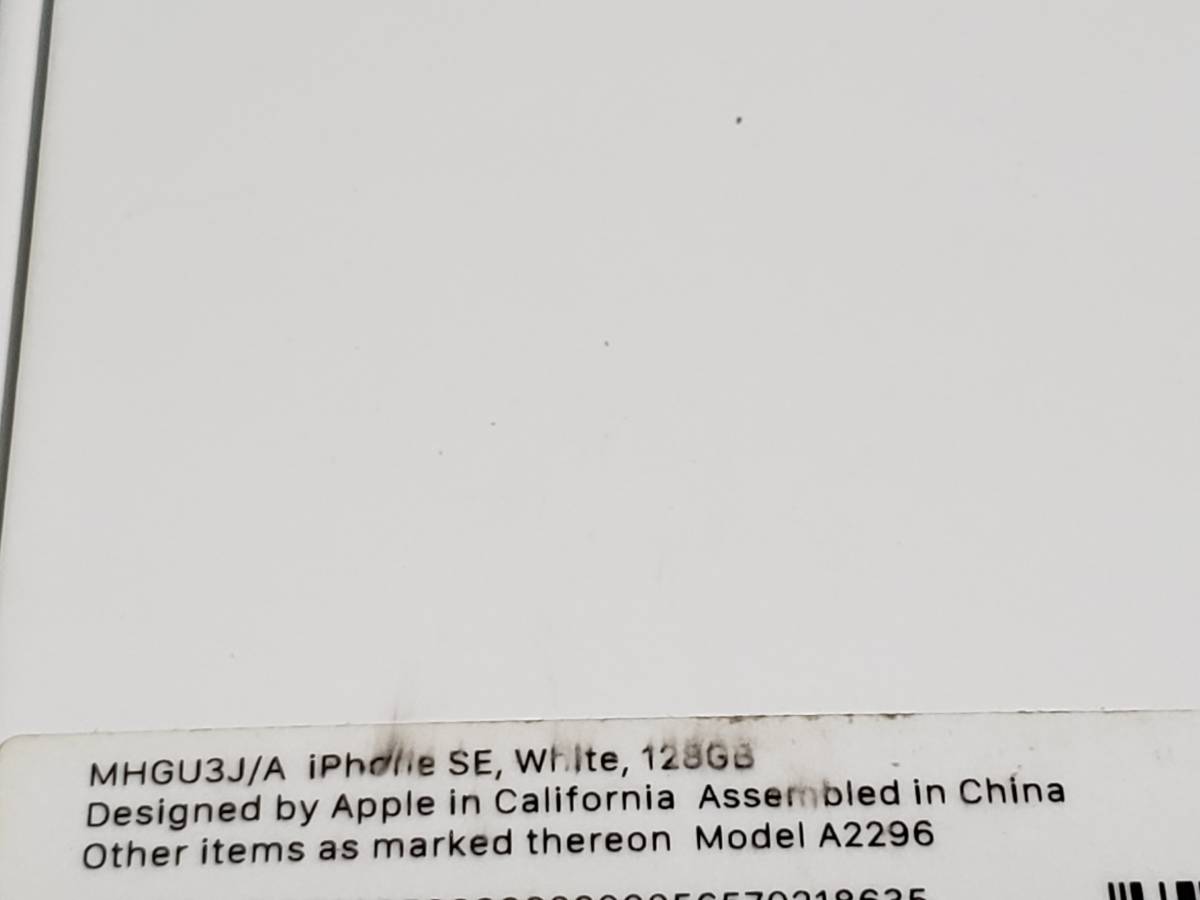 MHGU3J/A iPhone SE, White, 128GB
Designed by Apple in California Assembled in China
Other items as marked thereon Model A2296